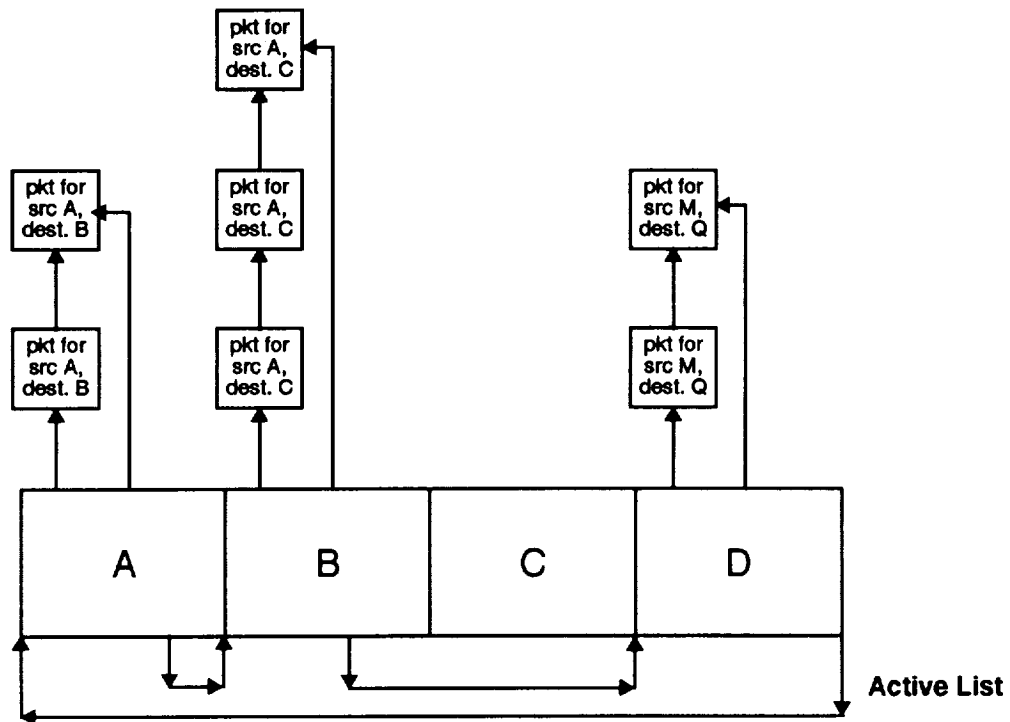 pkt for
src A,
dest. C
pkt for
src A,
dest. B
pkt for
src A,
dest. C
pkt for
src M,
dest. Q
pkt for
src A,
dest. B
pkt for
src A,
dest. C
pkt for
src M,
dest. Q
A
B
C
D
Active List